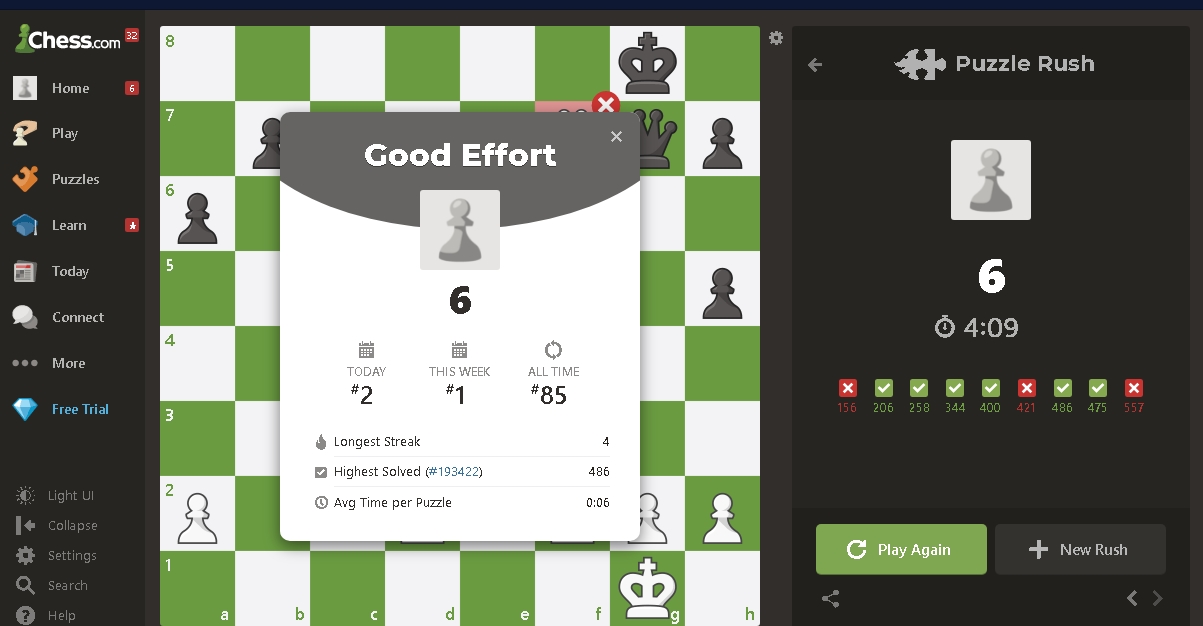 Chess.com 32
Home 6
Play
Puzzles
Learn
Today
Connect
More
Free Trial
Light UI
Collapse
Settings
Search
Help
8
7
6
5
4
3
2
1
a b c d e f g h
Good Effort
6
TODAY
#2
THIS WEEK
#1
ALL TIME
#85
Longest Streak 4
Highest Solved (#193422) 486
Avg Time per Puzzle 0:06
Puzzle Rush
6
4:09
156 206 258 344 400 421 486 475 557
Play Again
New Rush